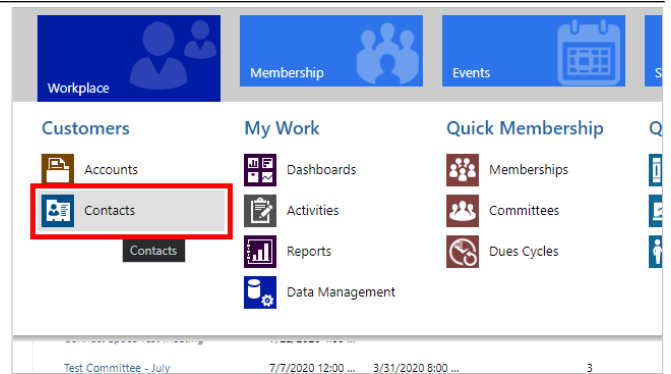 Workplace
Membership
Events
S
Customers
My Work
Quick Membership
Q
Accounts
Dashboards
Memberships
Contacts
Activities
Committees
Contacts
Reports
Dues Cycles
Data Management
Test Committee - July
7/7/2020 12:00 ...
3/31/2020 8:00 ...
3